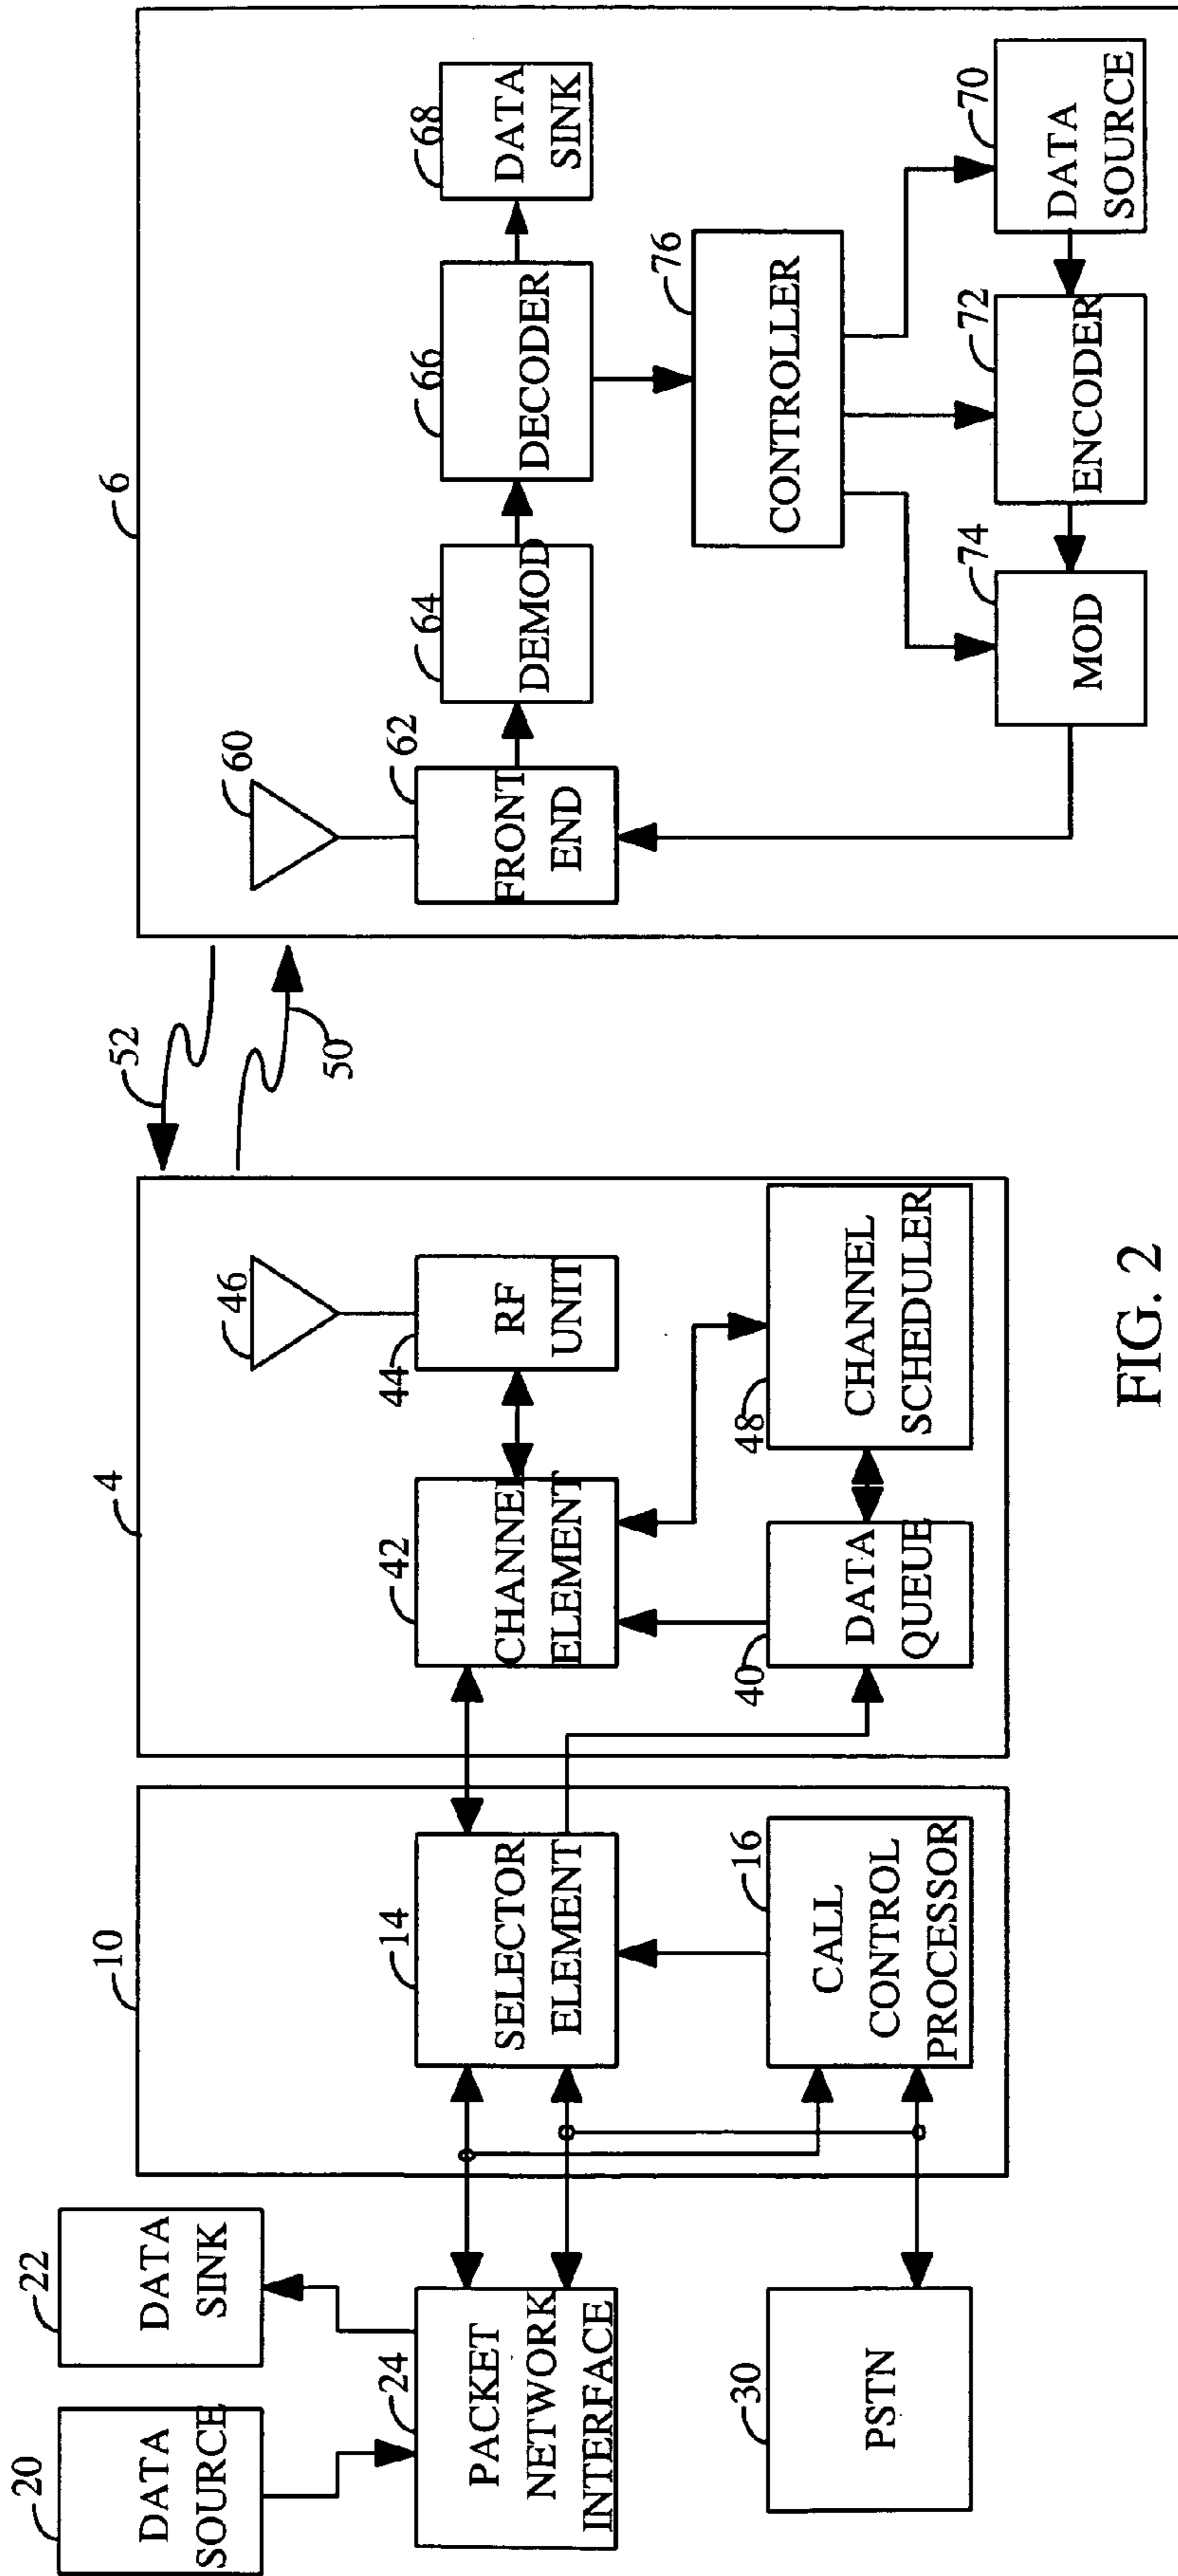 20
DATA
SOURCE
22
DATA
SINK
24
PACKET
NETWORK
INTERFACE
30
PSTN
10
14
SELECTOR
ELEMENT
16
CALL
CONTROL
PROCESSOR
4
42
CHANNEL
ELEMENT
44
RF
UNIT
46
40
DATA
QUEUE
48
CHANNEL
SCHEDULER
52
50
6
60
62
FRONT
END
64
DEMOD
66
DECODER
68
DATA
SINK
76
CONTROLLER
74
MOD
72
ENCODER
70
DATA
SOURCE
FIG. 2